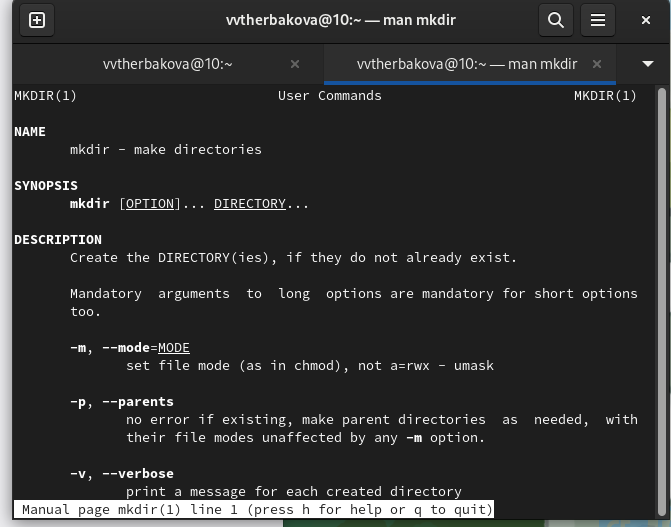 vvtherbakova@10:~ — man mkdir
vvtherbakova@10:~
vvtherbakova@10:~ — man mkdir
MKDIR(1) User Commands MKDIR(1)
NAME
mkdir - make directories
SYNOPSIS
mkdir [OPTION]... DIRECTORY...
DESCRIPTION
Create the DIRECTORY(ies), if they do not already exist.
Mandatory arguments to long options are mandatory for short options
too.
-m, --mode=MODE
set file mode (as in chmod), not a=rwx - umask
-p, --parents
no error if existing, make parent directories as needed, with
their file modes unaffected by any -m option.
-v, --verbose
print a message for each created directory
Manual page mkdir(1) line 1 (press h for help or q to quit)